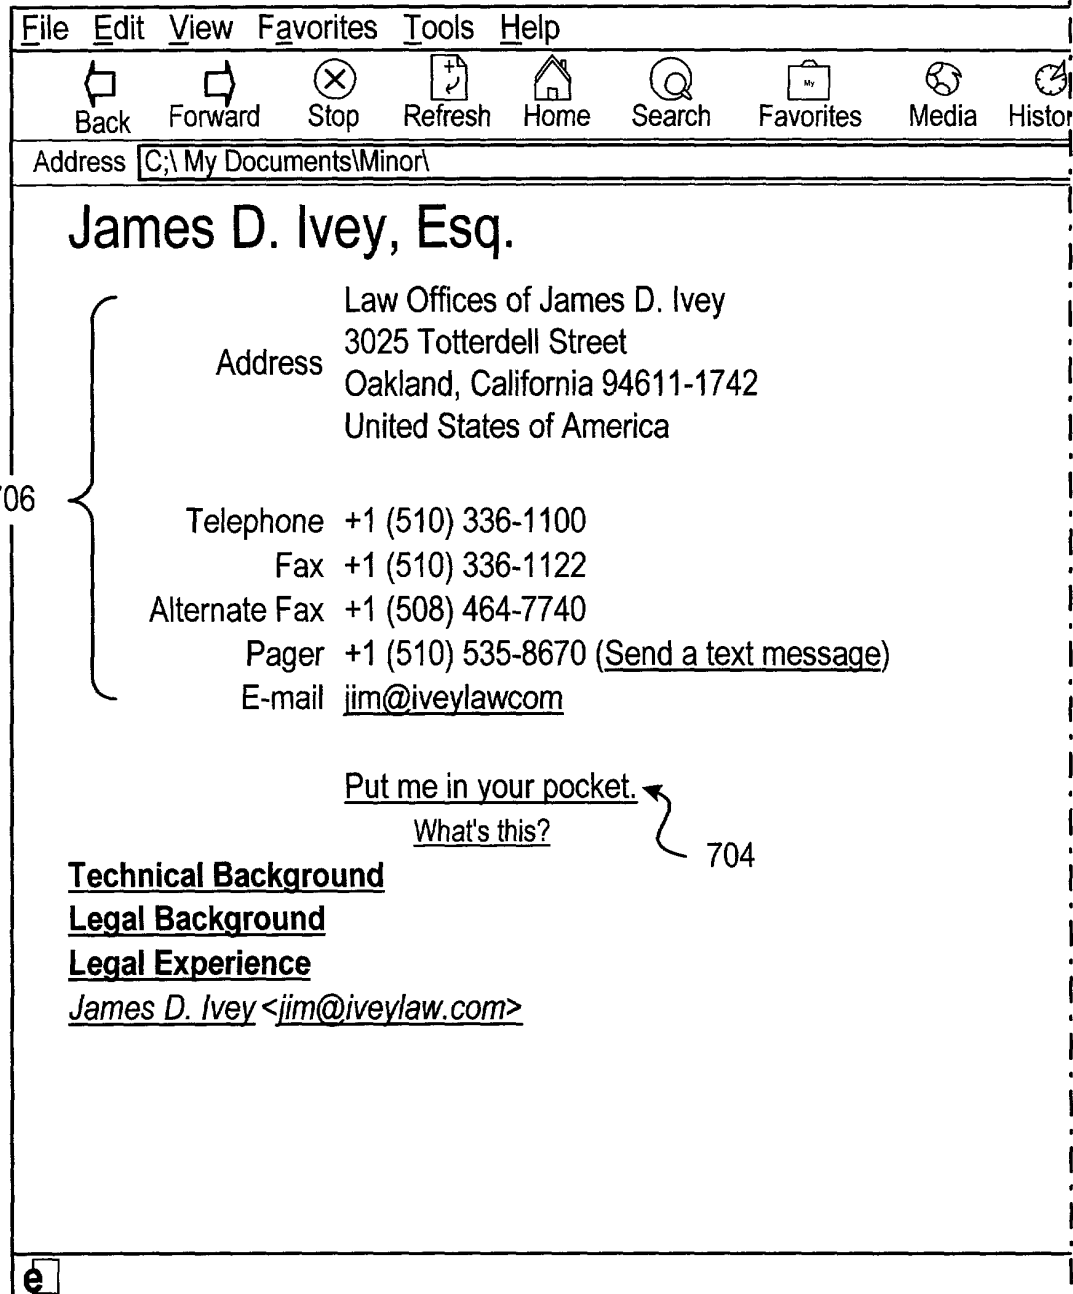 File Edit View Favorites Tools Help
My
Back Forward Stop Refresh Home Search Favorites Media Histor
Address C;\ My Documents\Minor\
James D. Ivey, Esq.
Law Offices of James D. Ivey
Address 3025 Totterdell Street
Oakland, California 94611-1742
United States of America
706
Telephone +1 (510) 336-1100
Fax +1 (510) 336-1122
Alternate Fax +1 (508) 464-7740
Pager +1 (510) 535-8670 (Send a text message)
E-mail jim@iveylawcom
Put me in your pocket.
What's this?
704
Technical Background
Legal Background
Legal Experience
James D. Ivey <jim@iveylaw.com>
e